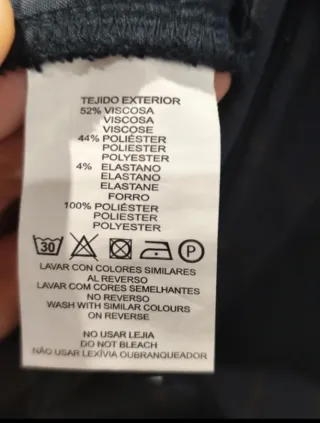 TEJIDO EXTERIOR
52% VISCOSA
VISCOSA
VISCOSE
44% POLIÉSTER
POLIESTER
POLYESTER
4% ELASTANO
ELASTANO
ELASTANE
FORRO
100% POLIÉSTER
POLIESTER
POLYESTER
30 P
LAVAR CON COLORES SIMILARES
AL REVERSO
LAVAR COM CORES SEMELHANTES
NO REVERSO
WASH WITH SIMILAR COLOURS
ON REVERSE
NO USAR LEJIA
DO NOT BLEACH
NÃO USAR LEXÍVIA OUBRANQUEADOR